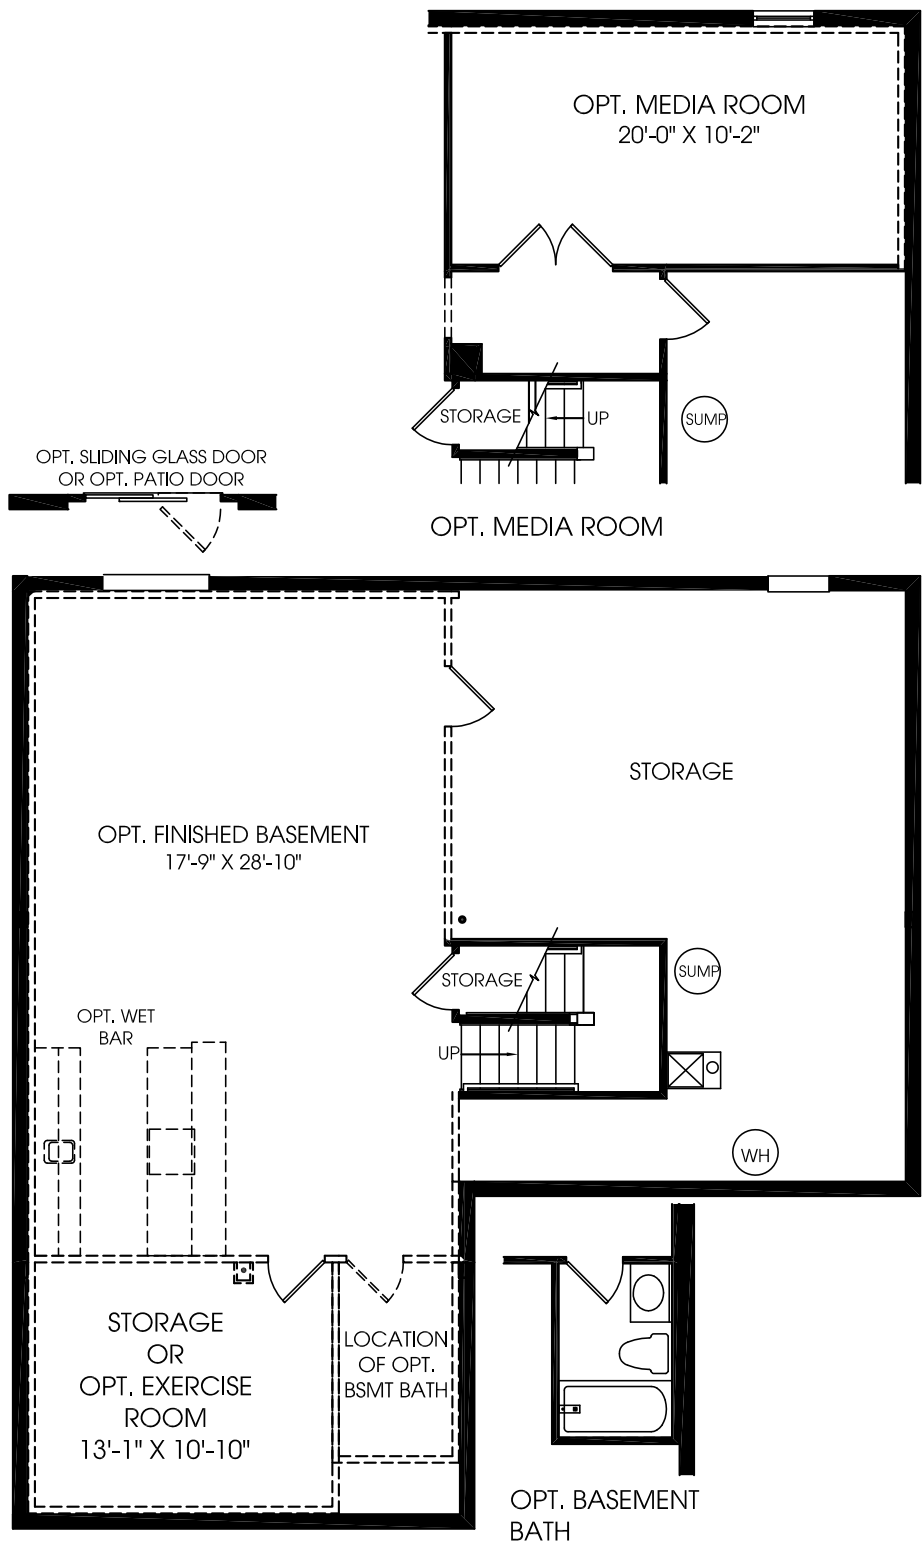 OPT. MEDIA ROOM
20'-0" X 10'-2"
STORAGE
UP
SUMP
OPT. SLIDING GLASS DOOR
OR OPT. PATIO DOOR
OPT. MEDIA ROOM
STORAGE
OPT. FINISHED BASEMENT
17'-9" X 28'-10"
STORAGE
SUMP
OPT. WET
BAR
UP
WH
STORAGE
OR
OPT. EXERCISE
ROOM
13'-1" X 10'-10"
LOCATION
OF OPT.
BSMT BATH
OPT. BASEMENT
BATH